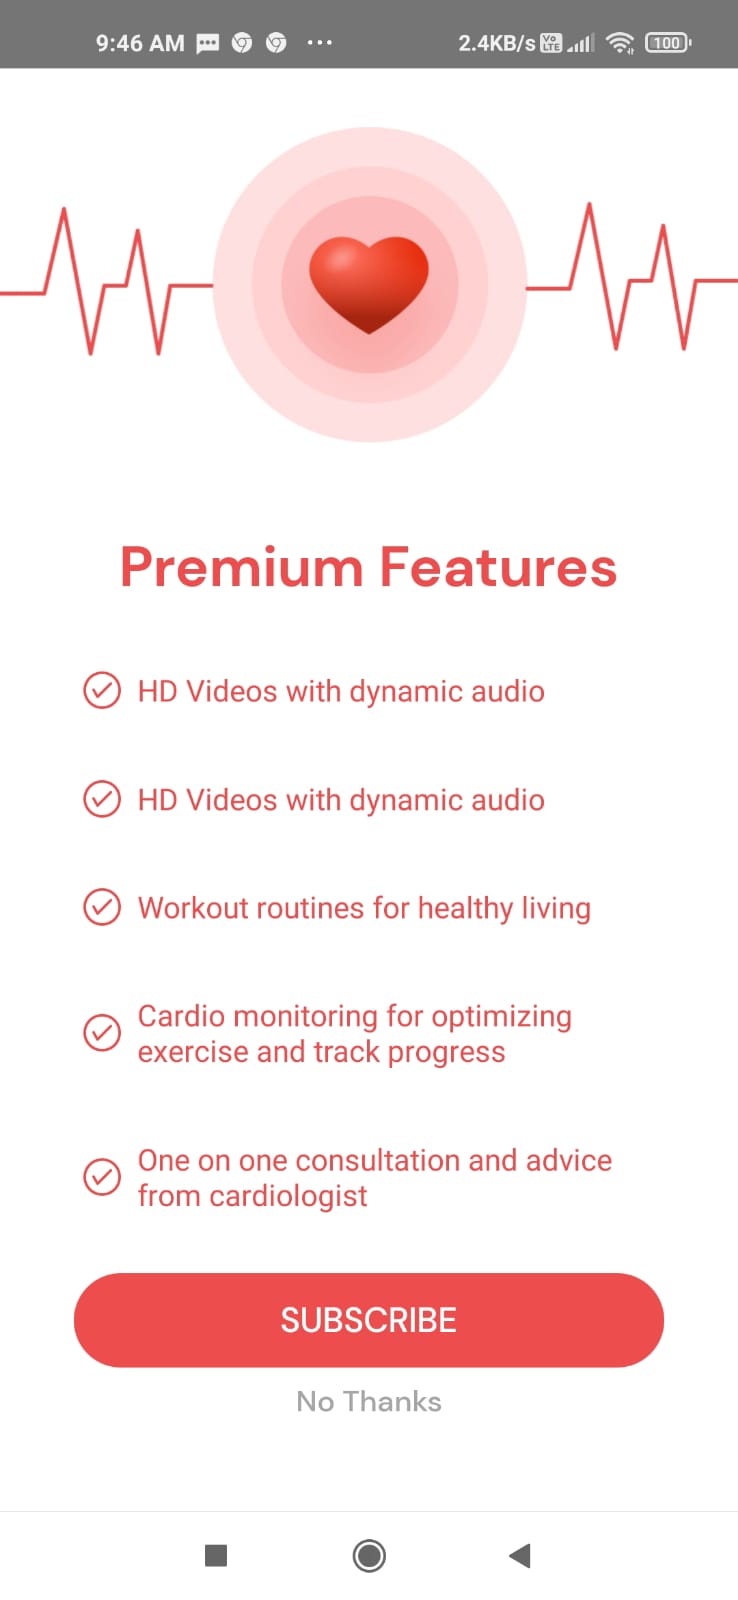 9:46 AM ... 2.4KB/s Vo LTE 100
Premium Features
HD Videos with dynamic audio
HD Videos with dynamic audio
Workout routines for healthy living
Cardio monitoring for optimizing
exercise and track progress
One on one consultation and advice
from cardiologist
SUBSCRIBE
No Thanks